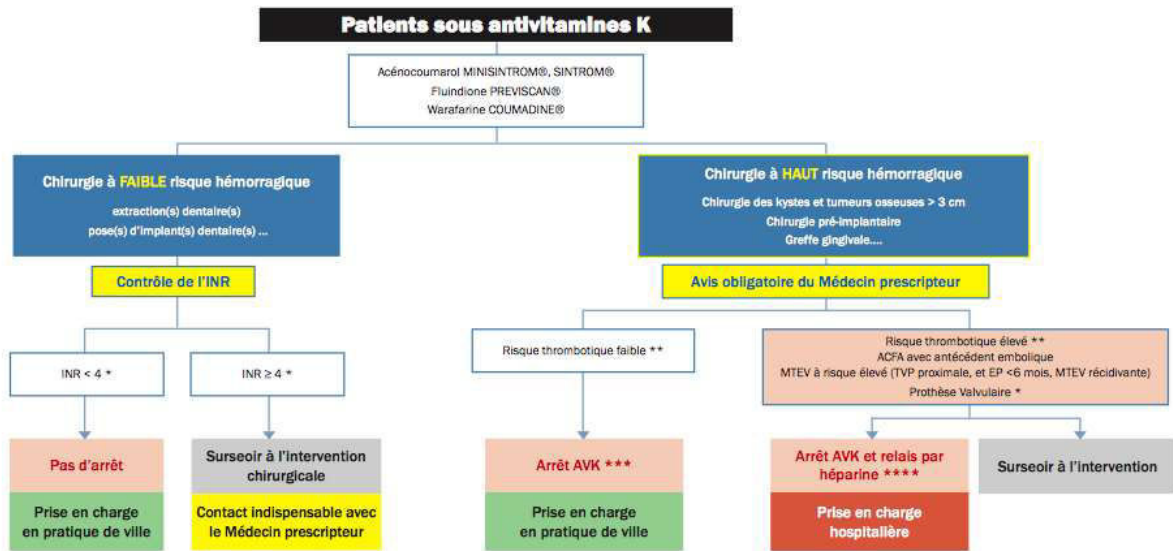 Patients sous antivitamines K
Acénocoumarol MINISINTROM®, SINTROM®
Fluindione PREVISCAN®
Warafarine COUMADINE®
Chirurgie à FAIBLE risque hémorragique
extraction(s) dentaire(s)
pose(s) d'implant(s) dentaire(s) ...
Contrôle de l'INR
INR < 4 *
INR ≥ 4 *
Pas d'arrêt
Prise en charge
en pratique de ville
Surseoir à l'intervention
chirurgicale
Contact indispensable avec
le Médecin prescripteur
Chirurgie à HAUT risque hémorragique
Chirurgie des kystes et tumeurs osseuses > 3 cm
Chirurgie pré-implantaire
Greffe gingivale....
Avis obligatoire du Médecin prescripteur
Risque thrombotique faible **
Arrêt AVK ***
Prise en charge
en pratique de ville
Risque thrombotique élevé **
ACFA avec antécédent embolique
MTEV à risque élevé (TVP proximale, et EP <6 mois, MTEV récidivante)
Prothèse Valvulaire *
Arrêt AVK et relais par
héparine ****
Prise en charge
hospitalière
Surseoir à l'intervention